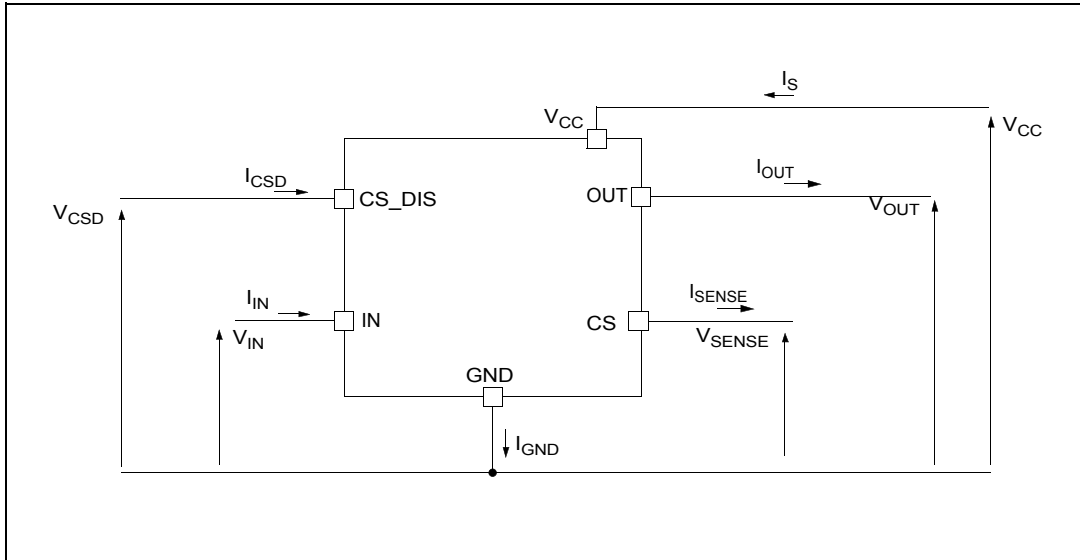 I_S
V_CC
V_CC
I_CSD
I_OUT
CS_DIS
OUT
V_CSD
V_OUT
I_IN
I_SENSE
IN
CS
V_IN
V_SENSE
GND
I_GND